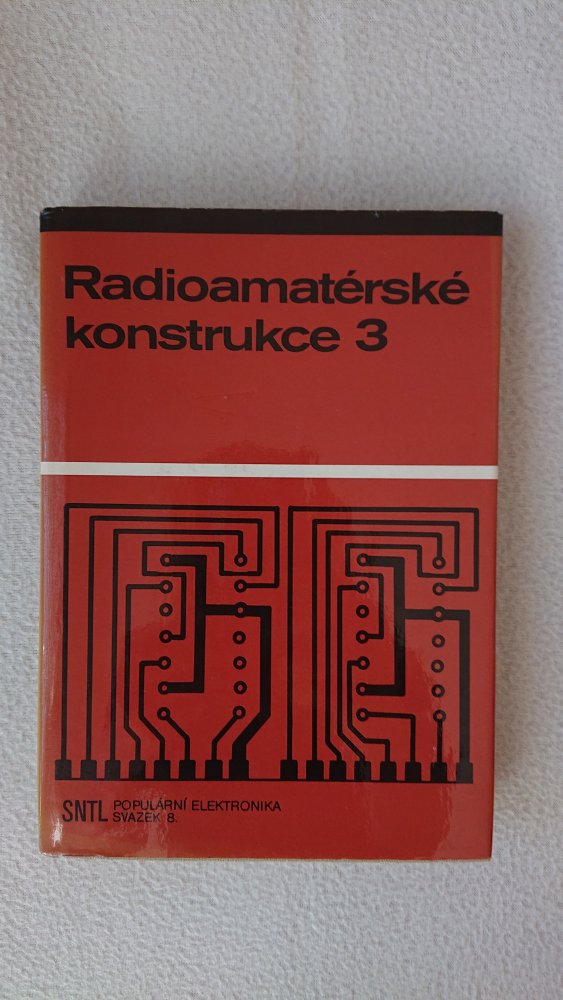 Radioamatérské
konstrukce 3
SNTL POPULÁRNÍ ELEKTRONIKA
SVAZEK 8.